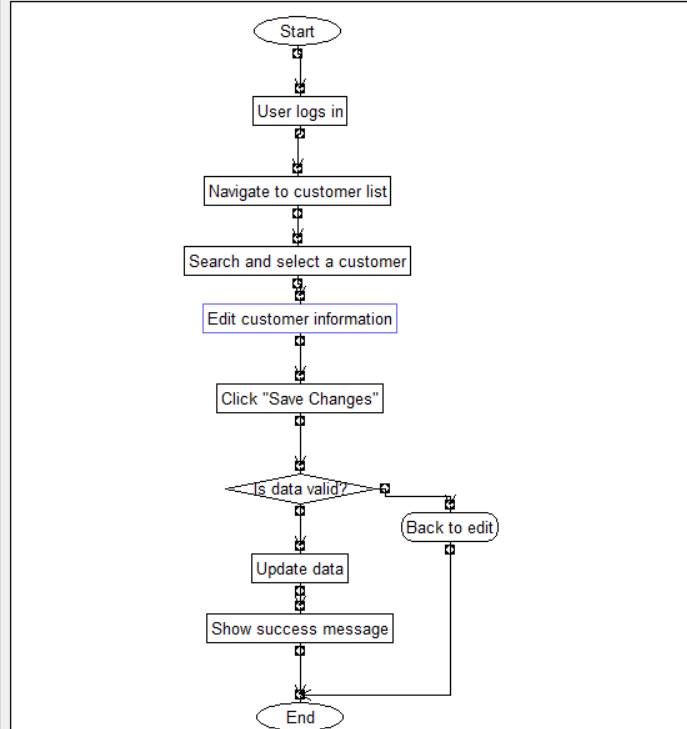 Start
User logs in
Navigate to customer list
Search and select a customer
Edit customer information
Click "Save Changes"
Is data valid?
Back to edit
Update data
Show success message
End